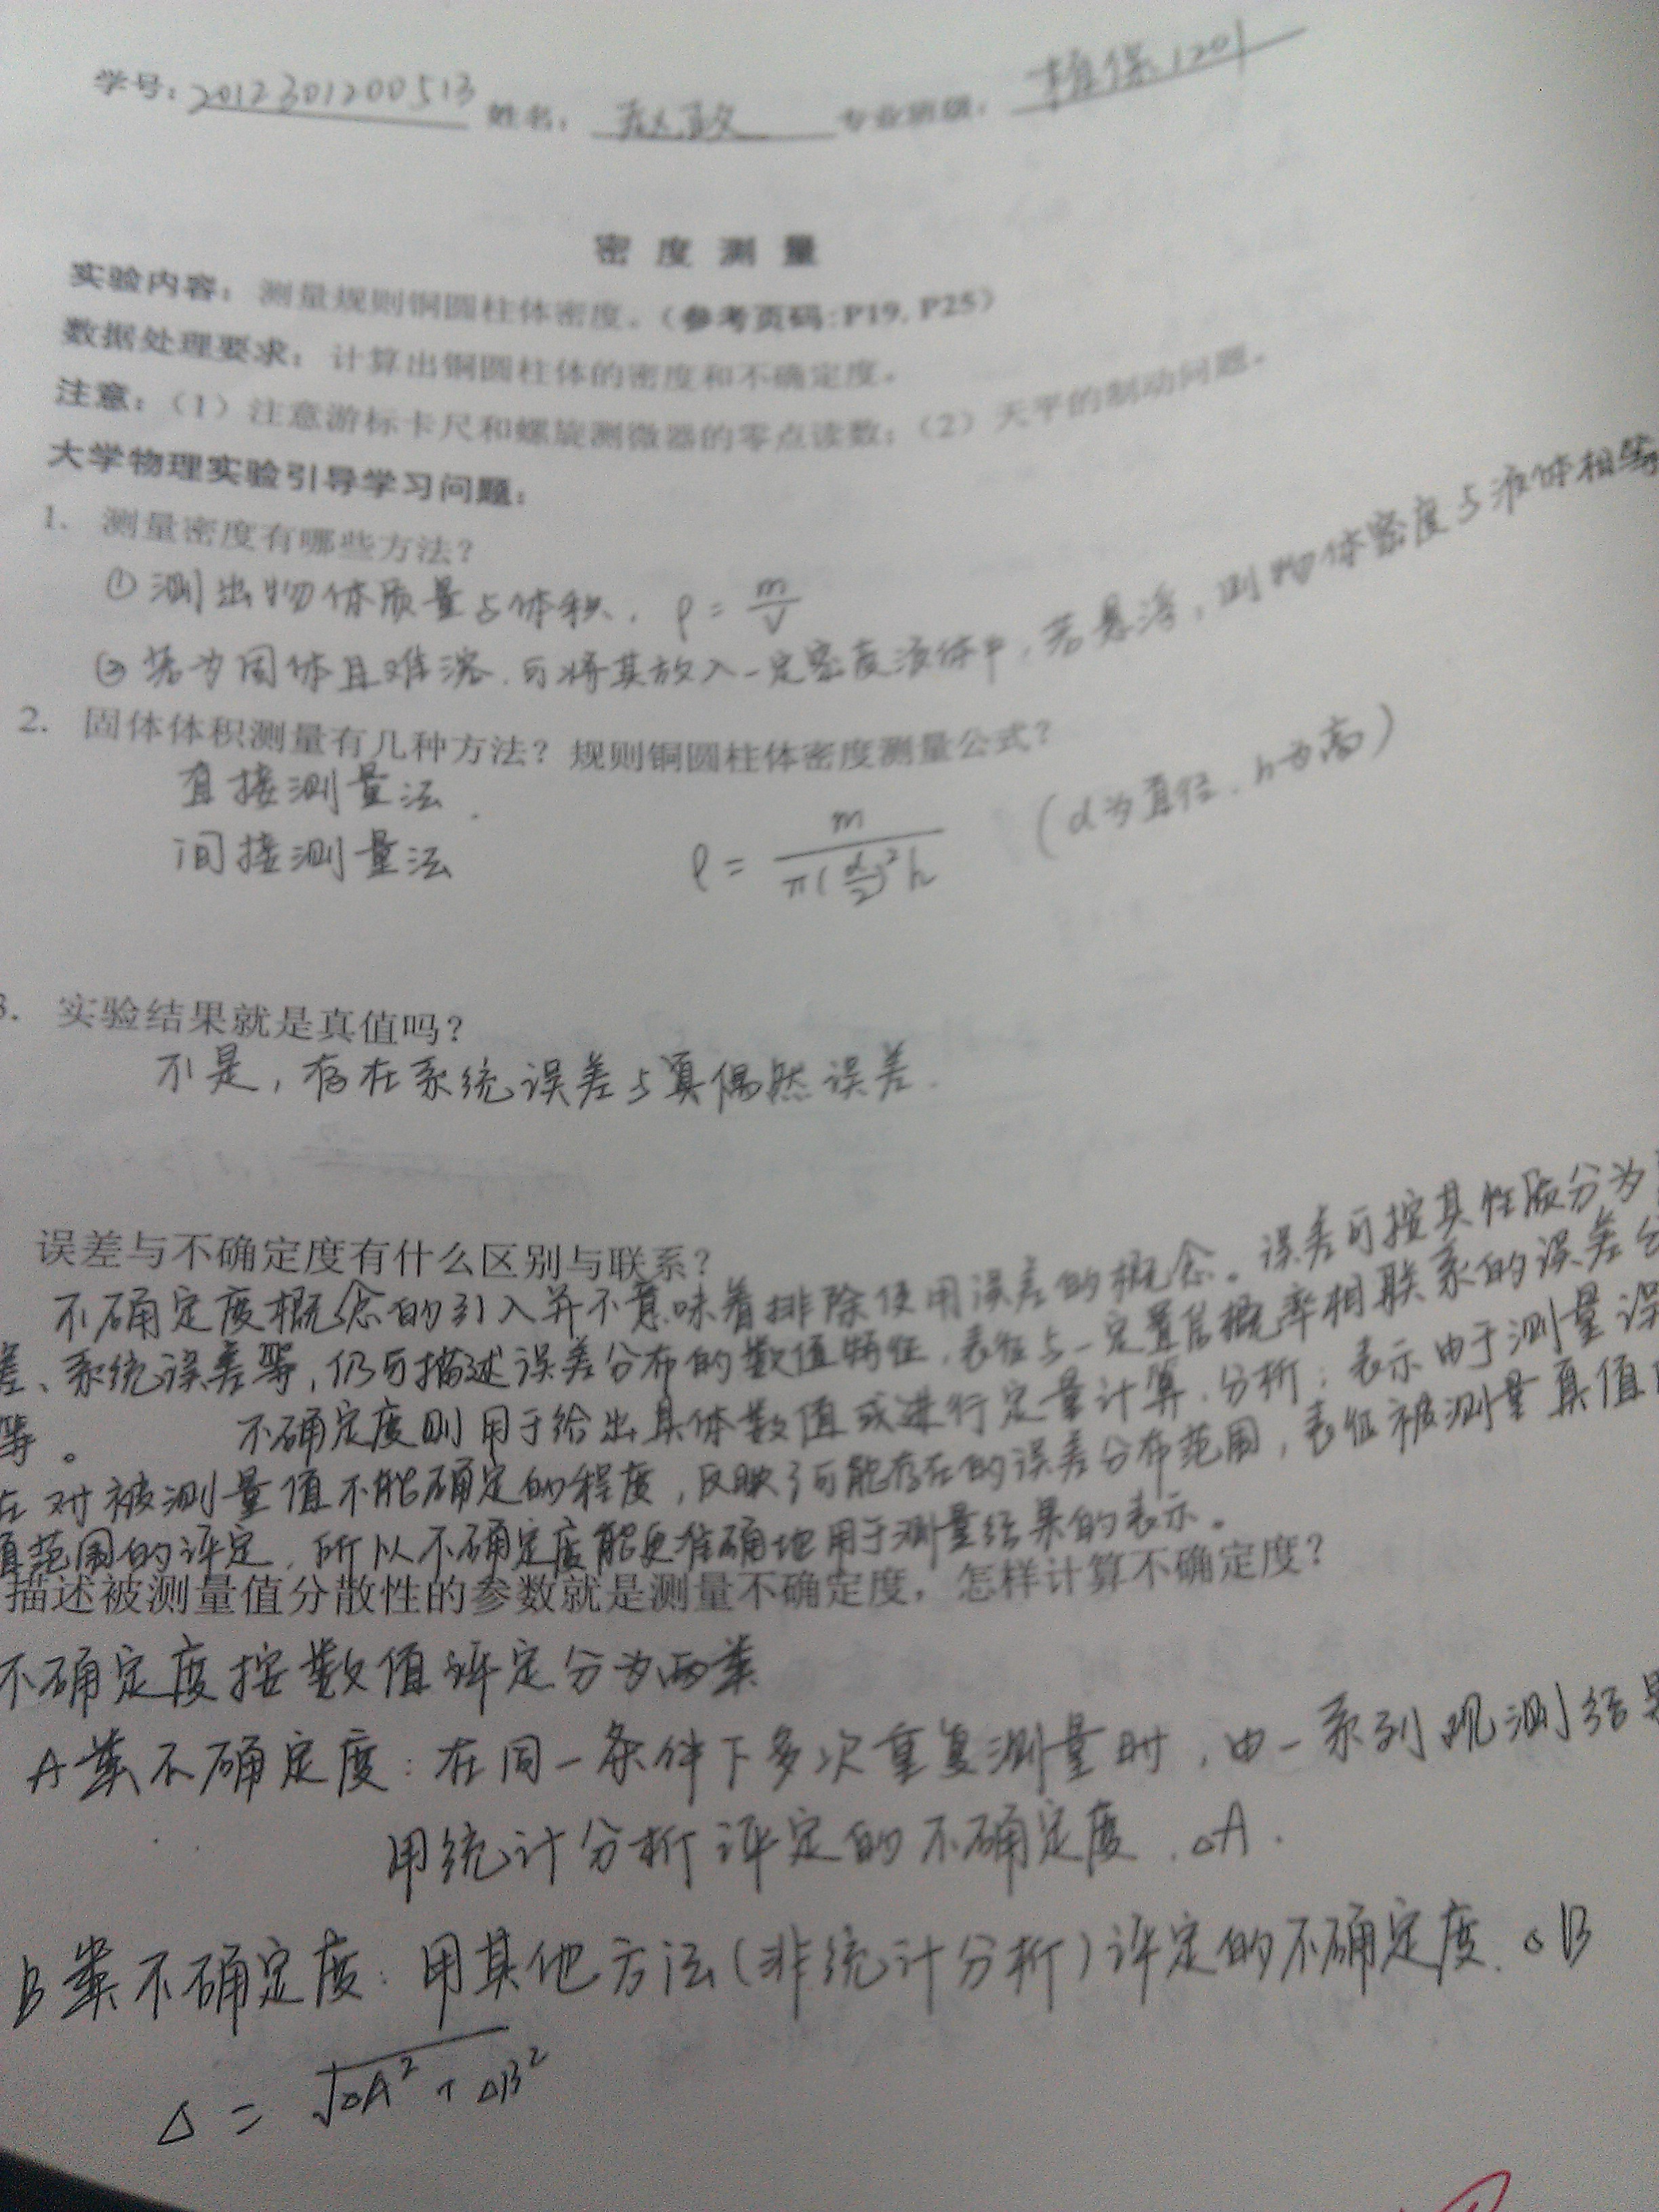 学号：2012301200513 姓名：赵政 专业班级：植保1201
密度测量
实验内容：测量规则铜圆柱体密度。（参考页码：P19，P25）
数据处理要求：计算出铜圆柱体的密度和不确定度。
注意：（1）注意游标卡尺和螺旋测微器的零点读数；（2）天平的制动问题。
大学物理实验引导学习问题：
1. 测量密度有哪些方法？
① 测出物体质量与体积，ρ = m/V
② 若为固体且难溶，可将其放入一定密度液体中，若悬浮，则物体密度与液体相等
2. 固体体积测量有几种方法？规则铜圆柱体密度测量公式？
直接测量法
间接测量法 ρ = m/(π(d/2)²h) （d为直径，h为高）
3. 实验结果就是真值吗？
不是，存在系统误差与偶然误差.
误差与不确定度有什么区别与联系？
不确定度概念的引入并不意味着排除使用误差的概念。误差可按其性质分为
差、系统误差等，仍可描述误差分布的数值特征，表征与一定置信概率相联系的误差分
等。 不确定度则用于给出具体数值或进行定量计算、分析；表示由于测量误
在对被测量值不能确定的程度，反映了可能存在的误差分布范围，表征被测量真值
值范围的评定，所以不确定度能更准确地用于测量结果的表示。
描述被测量值分散性的参数就是测量不确定度，怎样计算不确定度？
不确定度按数值评定分为两类
A类不确定度：在同一条件下多次重复测量时，由一系列观测结果
用统计分析评定的不确定度，ΔA.
B类不确定度：用其他方法（非统计分析）评定的不确定度. ΔB
Δ = √(ΔA² + ΔB²)